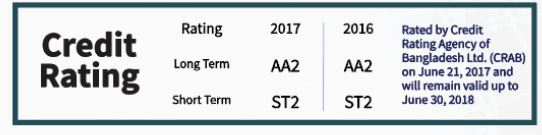 Credit
Rating
Rating 2017 2016
Long Term AA2 AA2
Short Term ST2 ST2
Rated by Credit
Rating Agency of
Bangladesh Ltd. (CRAB)
on June 21, 2017 and
will remain valid up to
June 30, 2018